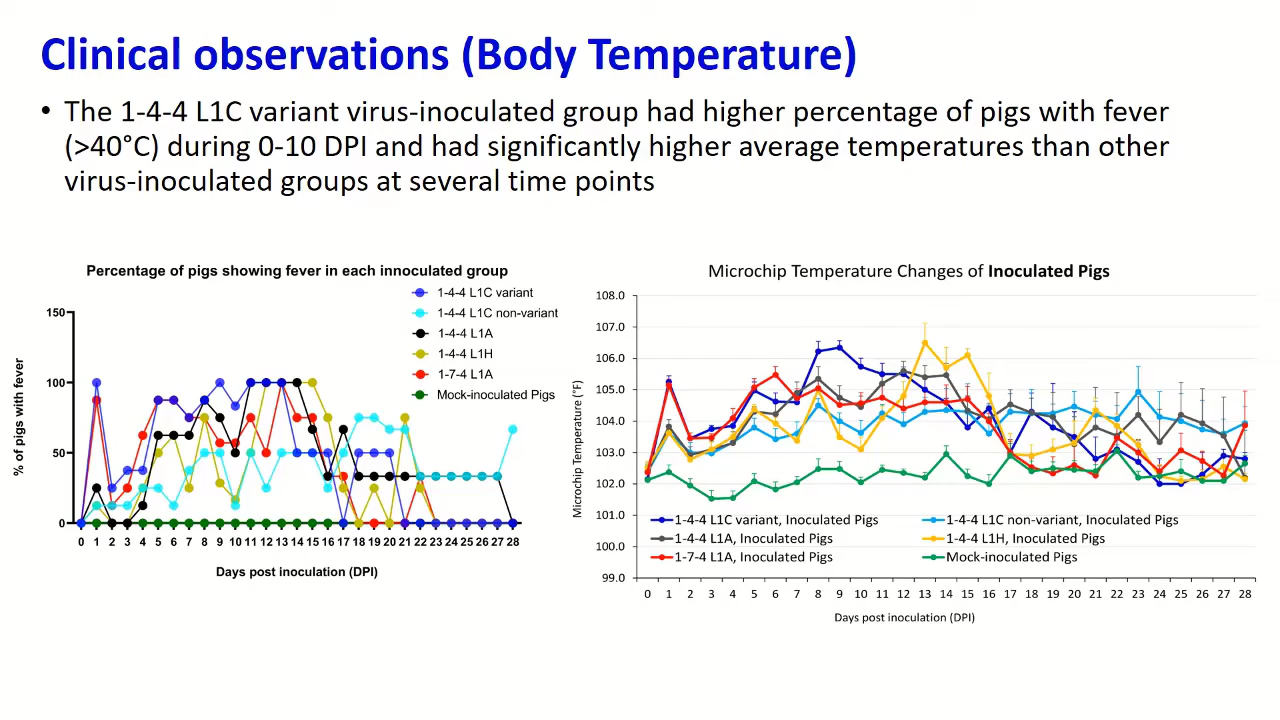 Clinical observations (Body Temperature)
• The 1-4-4 L1C variant virus-inoculated group had higher percentage of pigs with fever
(>40°C) during 0-10 DPI and had significantly higher average temperatures than other
virus-inoculated groups at several time points
Percentage of pigs showing fever in each innoculated group
1-4-4 L1C variant
1-4-4 L1C non-variant
1-4-4 L1A
1-4-4 L1H
1-7-4 L1A
Mock-inoculated Pigs
% of pigs with fever
150
100
50
0
0 1 2 3 4 5 6 7 8 9 10 11 12 13 14 15 16 17 18 19 20 21 22 23 24 25 26 27 28
Days post inoculation (DPI)
Microchip Temperature Changes of Inoculated Pigs
Microchip Temperature (°F)
108.0
107.0
106.0
105.0
104.0
103.0
102.0
101.0
100.0
99.0
1-4-4 L1C variant, Inoculated Pigs
1-4-4 L1C non-variant, Inoculated Pigs
1-4-4 L1A, Inoculated Pigs
1-4-4 L1H, Inoculated Pigs
1-7-4 L1A, Inoculated Pigs
Mock-inoculated Pigs
0 1 2 3 4 5 6 7 8 9 10 11 12 13 14 15 16 17 18 19 20 21 22 23 24 25 26 27 28
Days post inoculation (DPI)